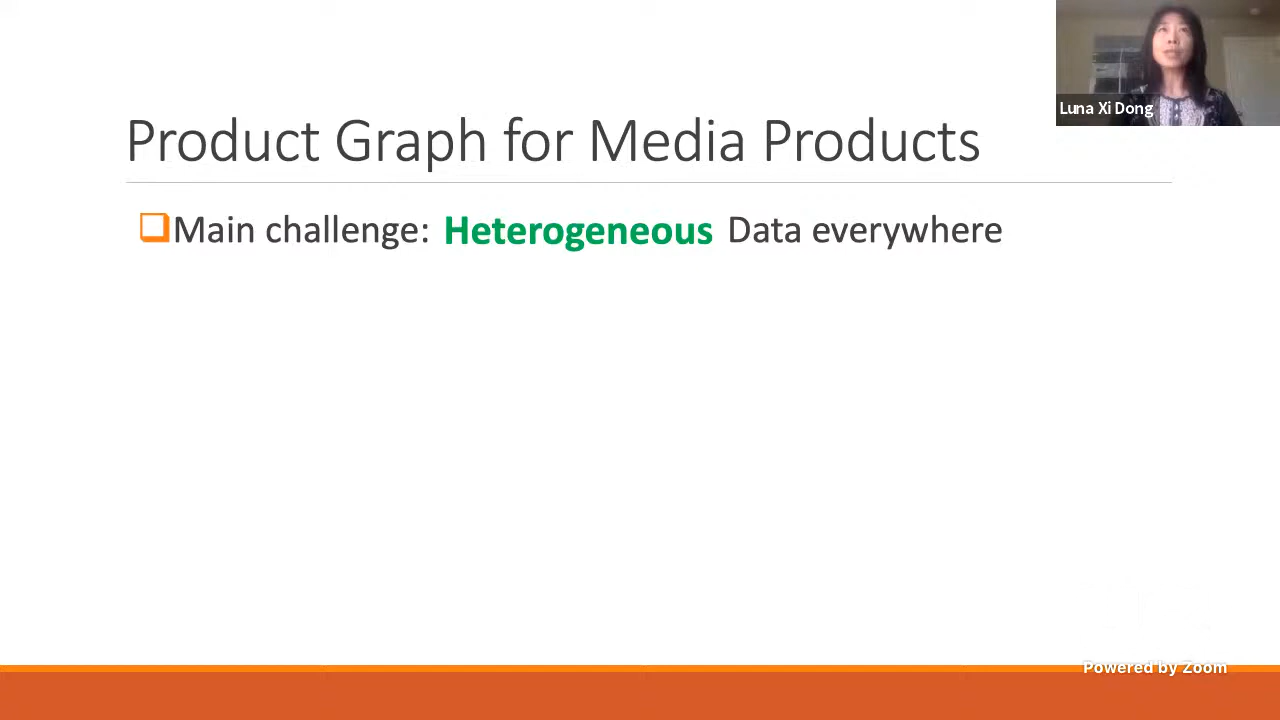 Luna Xi Dong
Product Graph for Media Products
Main challenge: Heterogeneous Data everywhere
Powered by Zoom